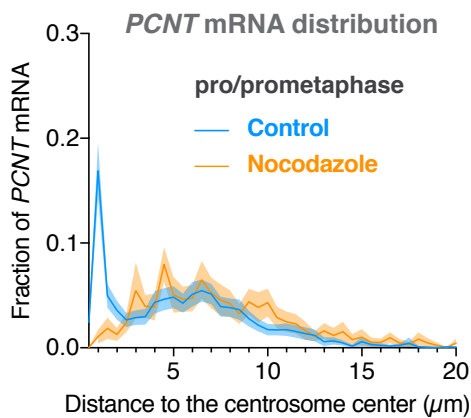 PCNT mRNA distribution
0.3
pro/prometaphase
Control
0.2
Nocodazole
Fraction of PCNT mRNA
0.1
0.0
5 10 15 20
Distance to the centrosome center (µm)